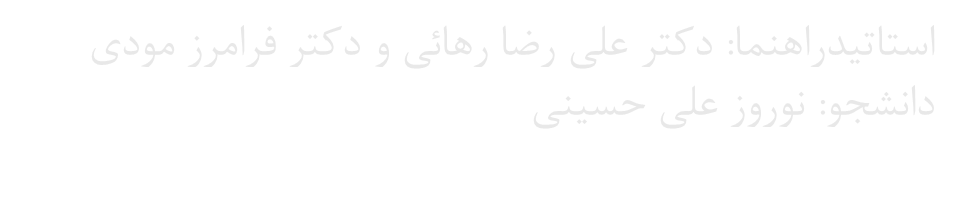 استاتیدراهنما: دکتر علی رضا رهائی و دکتر فرامرز مودی
دانشجو: نوروز علی حسینی